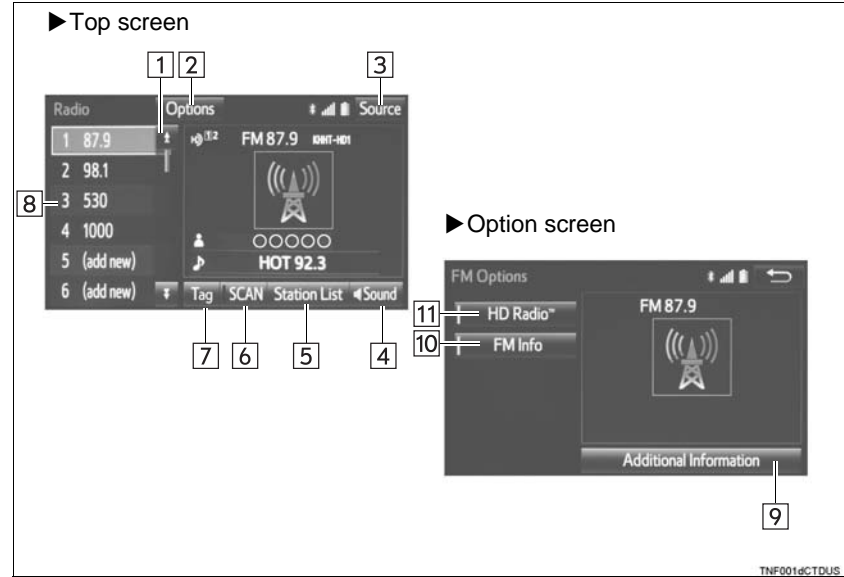 ▶Top screen
1 2 3
Radio Options Source
1 87.9 FM 87.9 KHHT-HD1
2 98.1
8 3 530
4 1000
5 (add new) ○○○○○
6 (add new) HOT 92.3
Tag SCAN Station List Sound
7 6 5 4
▶Option screen
FM Options
11 HD Radio™ FM 87.9
10 FM Info
Additional Information
9
TNF001dCTDUS